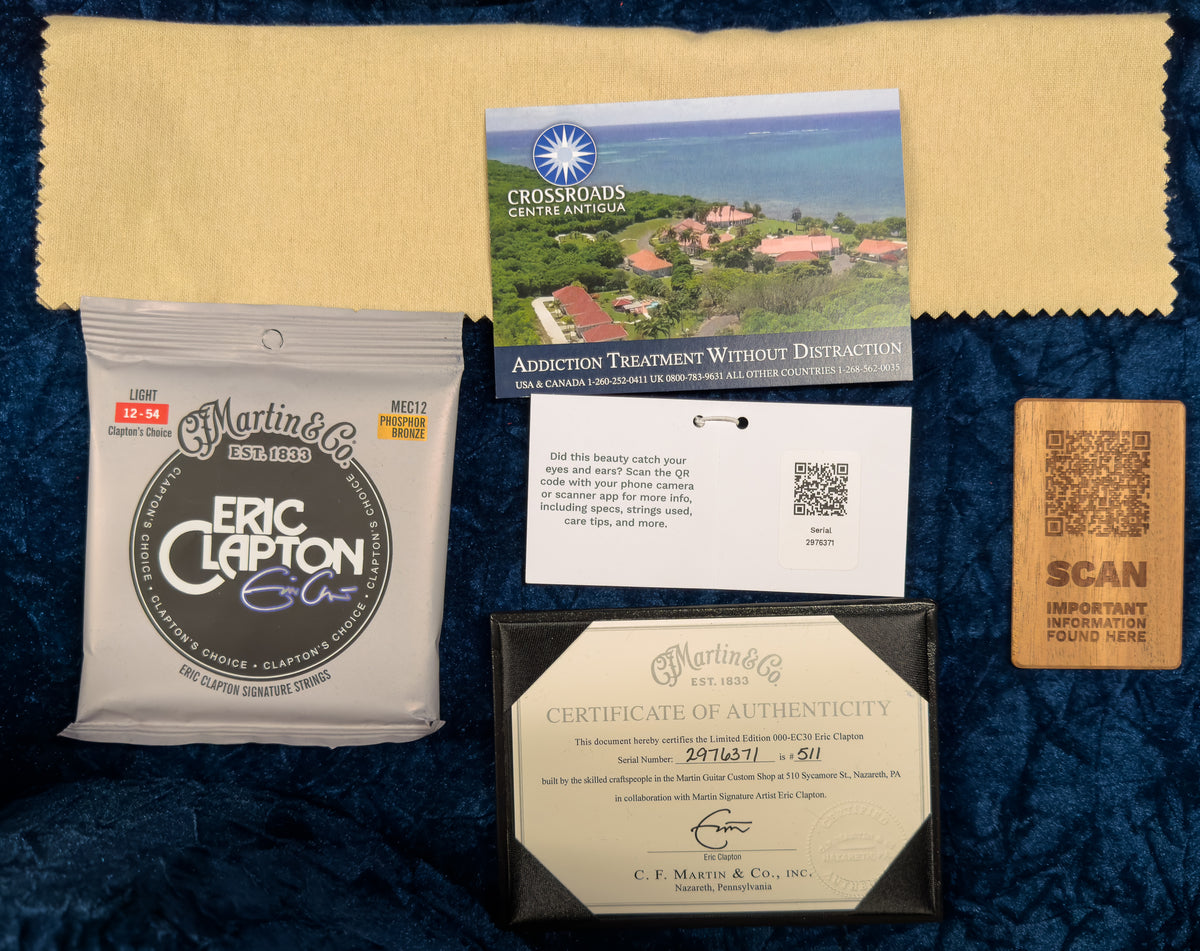 CROSSROADS
CENTRE ANTIGUA
ADDICTION TREATMENT WITHOUT DISTRACTION
USA & CANADA 1-260-252-0411 UK 0800-783-9631 ALL OTHER COUNTRIES 1-268-562-0035
LIGHT
12-54
Clapton's Choice
MEC12
PHOSPHOR
BRONZE
CF Martin & Co.
EST. 1833
CLAPTON'S CHOICE • CLAPTON'S CHOICE • CLAPTON'S CHOICE • CLAPTON'S CHOICE
ERIC
CLAPTON
ERIC CLAPTON SIGNATURE STRINGS
Did this beauty catch your
eyes and ears? Scan the QR
code with your phone camera
or scanner app for more info,
including specs, strings used,
care tips, and more.
Serial
2976371
SCAN
IMPORTANT
INFORMATION
FOUND HERE
CF Martin & Co.
EST. 1833
CERTIFICATE OF AUTHENTICITY
This document hereby certifies the Limited Edition 000-EC30 Eric Clapton
Serial Number: 2976371 is # 511
built by the skilled craftspeople in the Martin Guitar Custom Shop at 510 Sycamore St., Nazareth, PA
in collaboration with Martin Signature Artist Eric Clapton.
Eric Clapton
C. F. MARTIN & CO., INC.
Nazareth, Pennsylvania